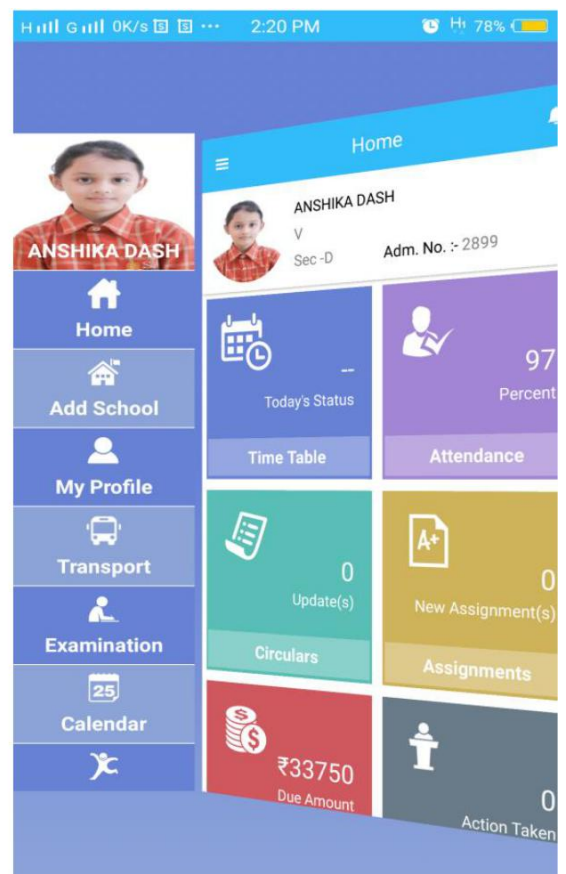 0K/s
2:20 PM
78%
ANSHIKA DASH
Home
Add School
My Profile
Transport
Examination
25
Calendar
Home
ANSHIKA DASH
V
Sec -D
Adm. No. :- 2899
--
Today's Status
Time Table
97
Percent
Attendance
0
Update(s)
Circulars
A+
0
New Assignment(s)
Assignments
₹33750
Due Amount
0
Action Taken